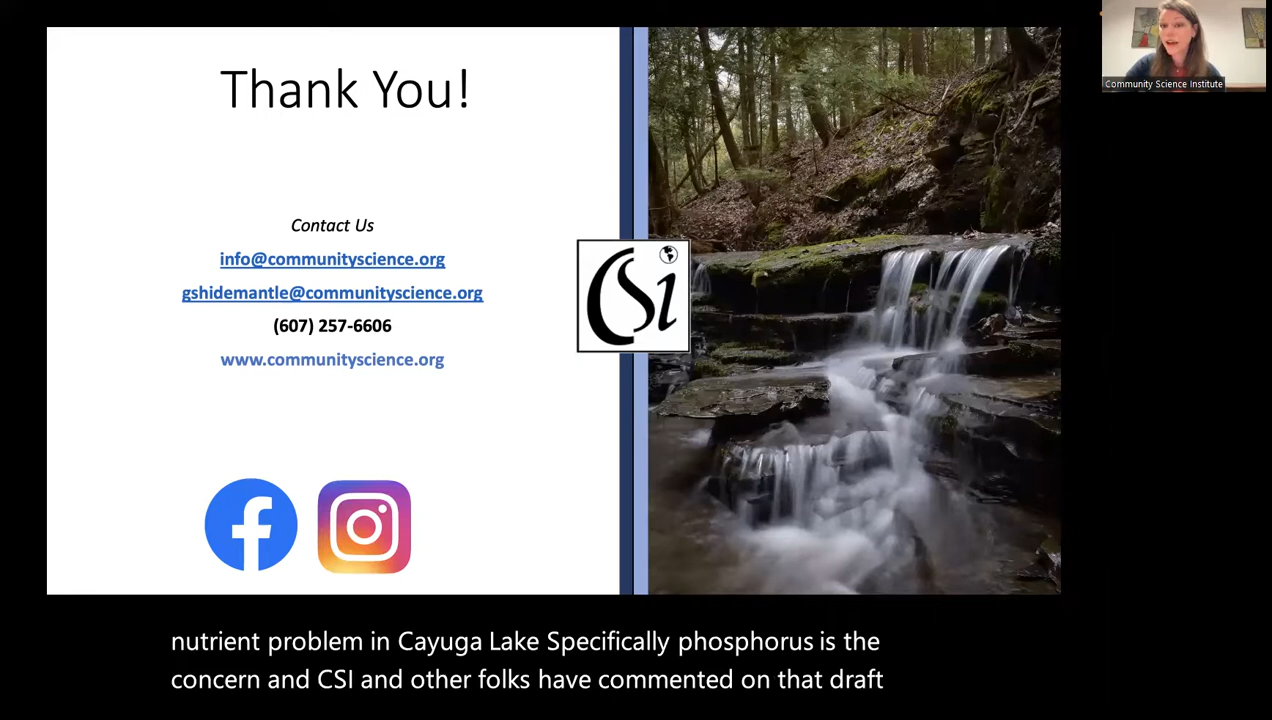 Thank You!
Contact Us
info@communityscience.org
gshidemantle@communityscience.org
(607) 257-6606
www.communityscience.org
CSi
Community Science Institute
nutrient problem in Cayuga Lake Specifically phosphorus is the
concern and CSI and other folks have commented on that draft